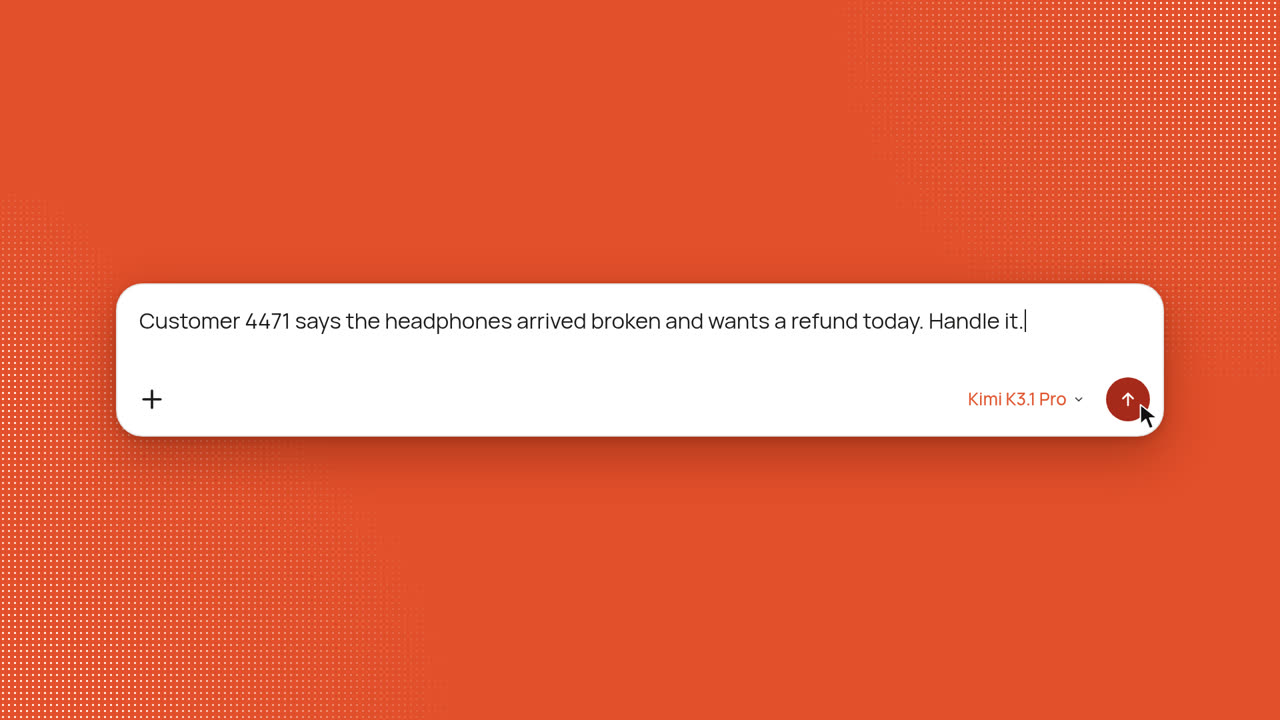 Customer 4471 says the headphones arrived broken and wants a refund today. Handle it.
Kimi K3.1 Pro